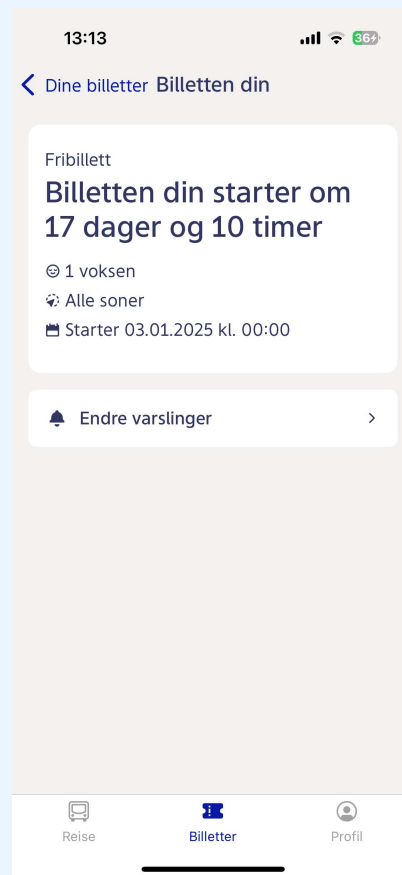 13:13
36
Dine billetter Billetten din
Fribillett
Billetten din starter om
17 dager og 10 timer
1 voksen
Alle soner
Starter 03.01.2025 kl. 00:00
Endre varslinger
Reise Billetter Profil